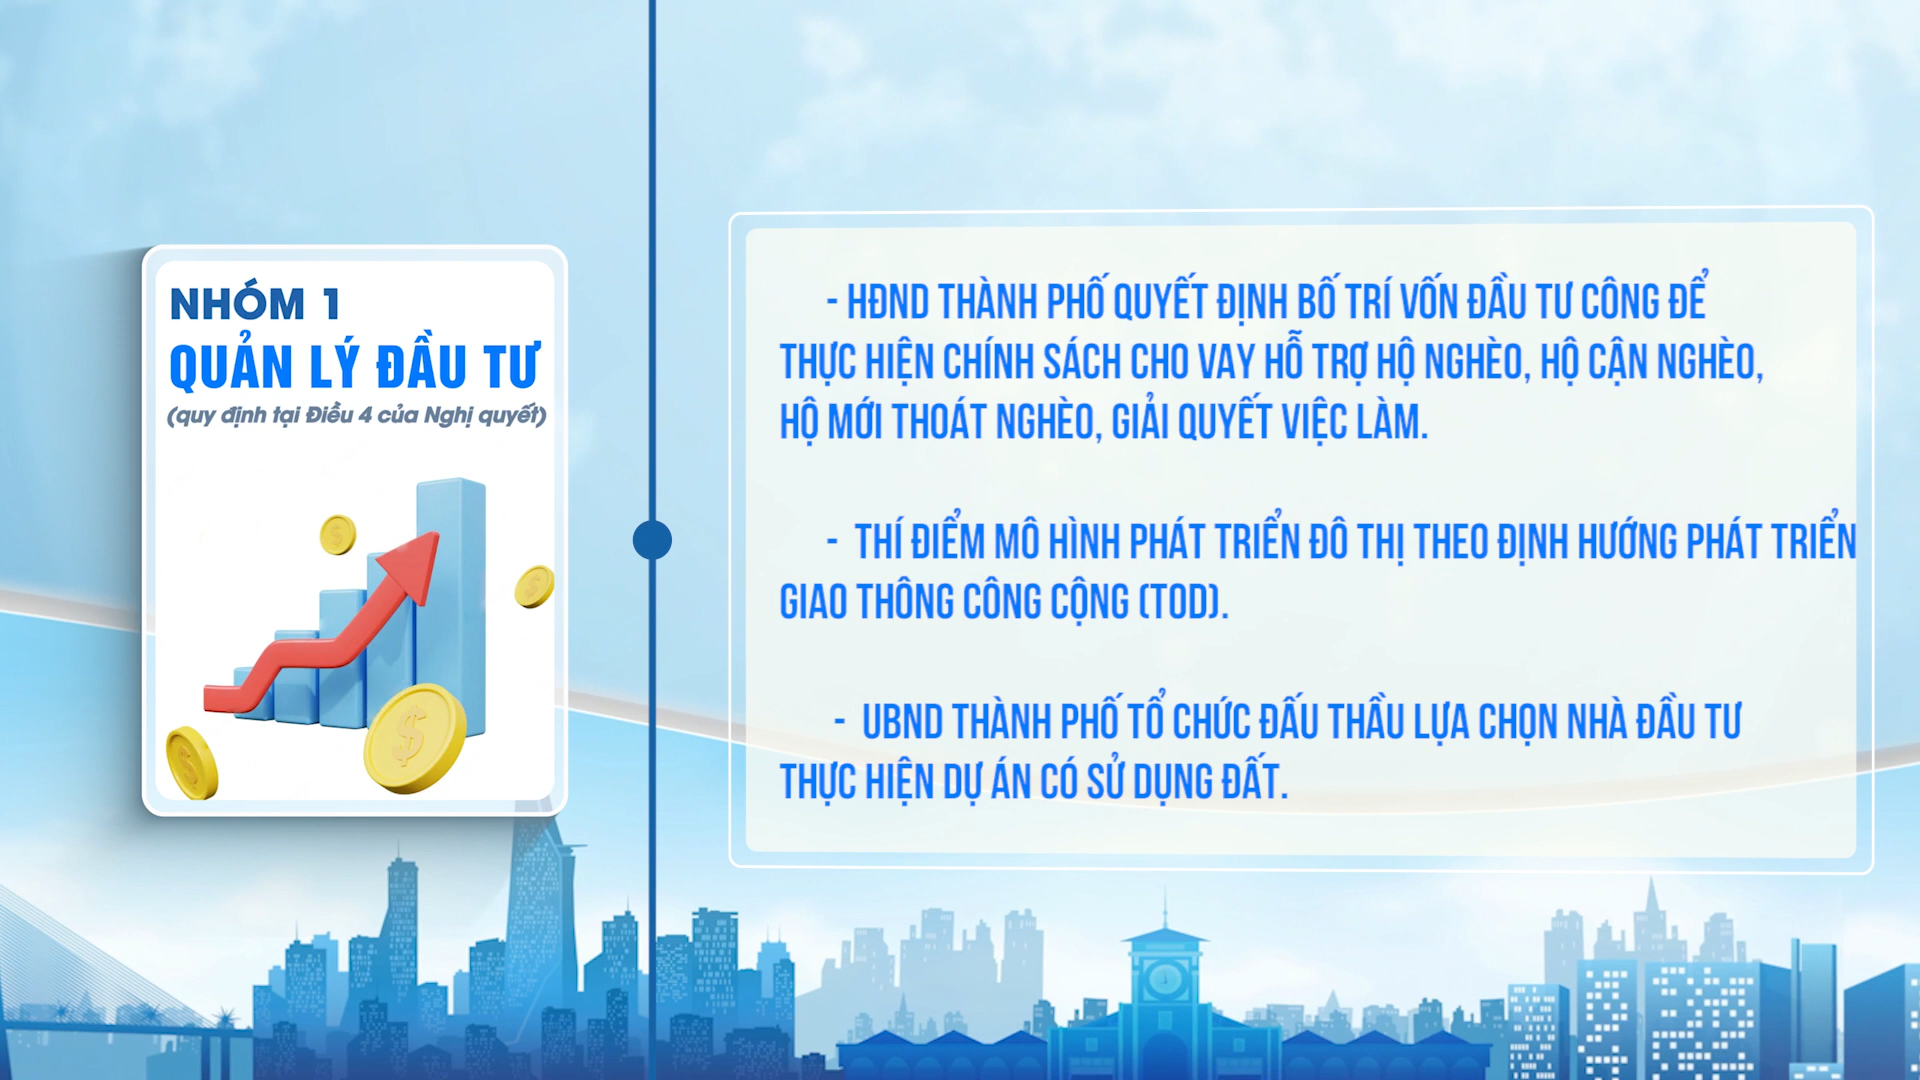 NHÓM 1
QUẢN LÝ ĐẦU TƯ
(quy định tại Điều 4 của Nghị quyết)
- HĐND THÀNH PHỐ QUYẾT ĐỊNH BỐ TRÍ VỐN ĐẦU TƯ CÔNG ĐỂ
THỰC HIỆN CHÍNH SÁCH CHO VAY HỖ TRỢ HỘ NGHÈO, HỘ CẬN NGHÈO,
HỘ MỚI THOÁT NGHÈO, GIẢI QUYẾT VIỆC LÀM.
- THÍ ĐIỂM MÔ HÌNH PHÁT TRIỂN ĐÔ THỊ THEO ĐỊNH HƯỚNG PHÁT TRIỂN
GIAO THÔNG CÔNG CỘNG (TOD).
- UBND THÀNH PHỐ TỔ CHỨC ĐẤU THẦU LỰA CHỌN NHÀ ĐẦU TƯ
THỰC HIỆN DỰ ÁN CÓ SỬ DỤNG ĐẤT.